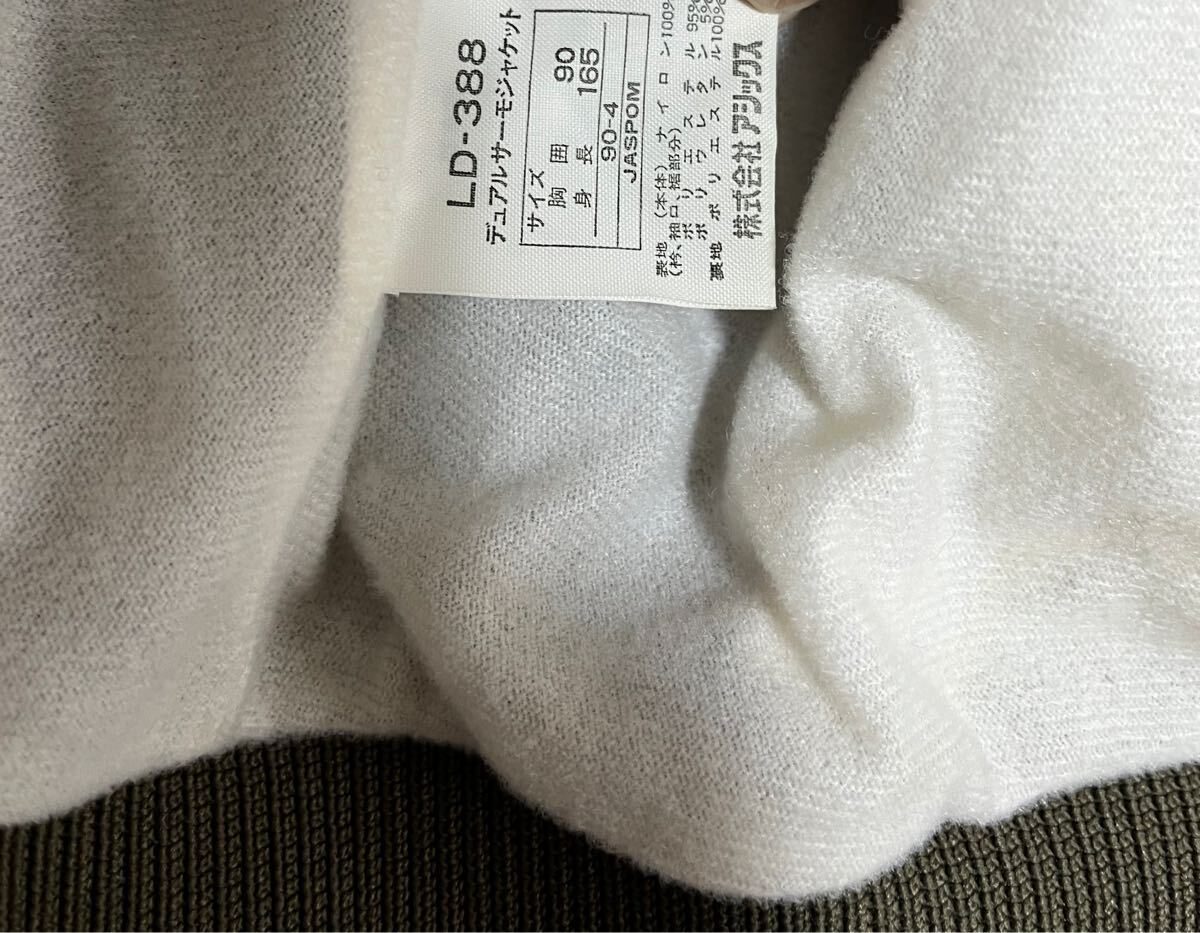 LD-388
デュアルサーモジャケット
サイズ
胸囲 90
身長 165
90-4
JASPOM
表地 (本体) ナイロン100%
(衿、袖口、裾部分)
ポリエステル 95%
ポリウレタン 5%
裏地 ポリエステル100%
株式会社アシックス